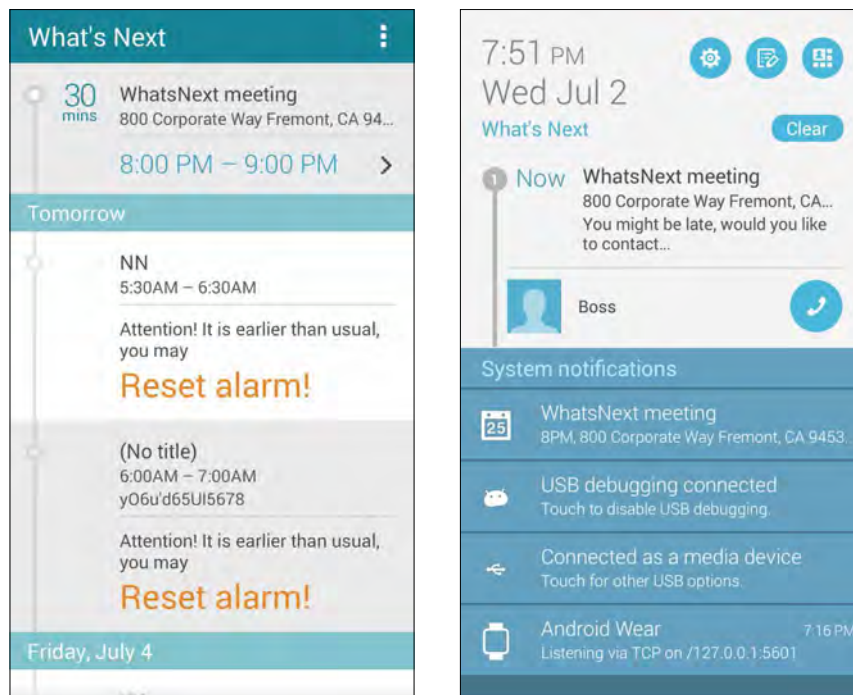 What's Next
30
mins
WhatsNext meeting
800 Corporate Way Fremont, CA 94...
8:00 PM – 9:00 PM
Tomorrow
NN
5:30AM – 6:30AM
Attention! It is earlier than usual,
you may
Reset alarm!
(No title)
6:00AM – 7:00AM
yO6u'd65UI5678
Attention! It is earlier than usual,
you may
Reset alarm!
Friday, July 4
7:51 PM
Wed Jul 2
What's Next
Clear
1
Now
WhatsNext meeting
800 Corporate Way Fremont, CA...
You might be late, would you like
to contact...
Boss
System notifications
25
WhatsNext meeting
8PM, 800 Corporate Way Fremont, CA 9453...
USB debugging connected
Touch to disable USB debugging.
Connected as a media device
Touch for other USB options.
Android Wear
7:16 PM
Listening via TCP on /127.0.0.1:5601